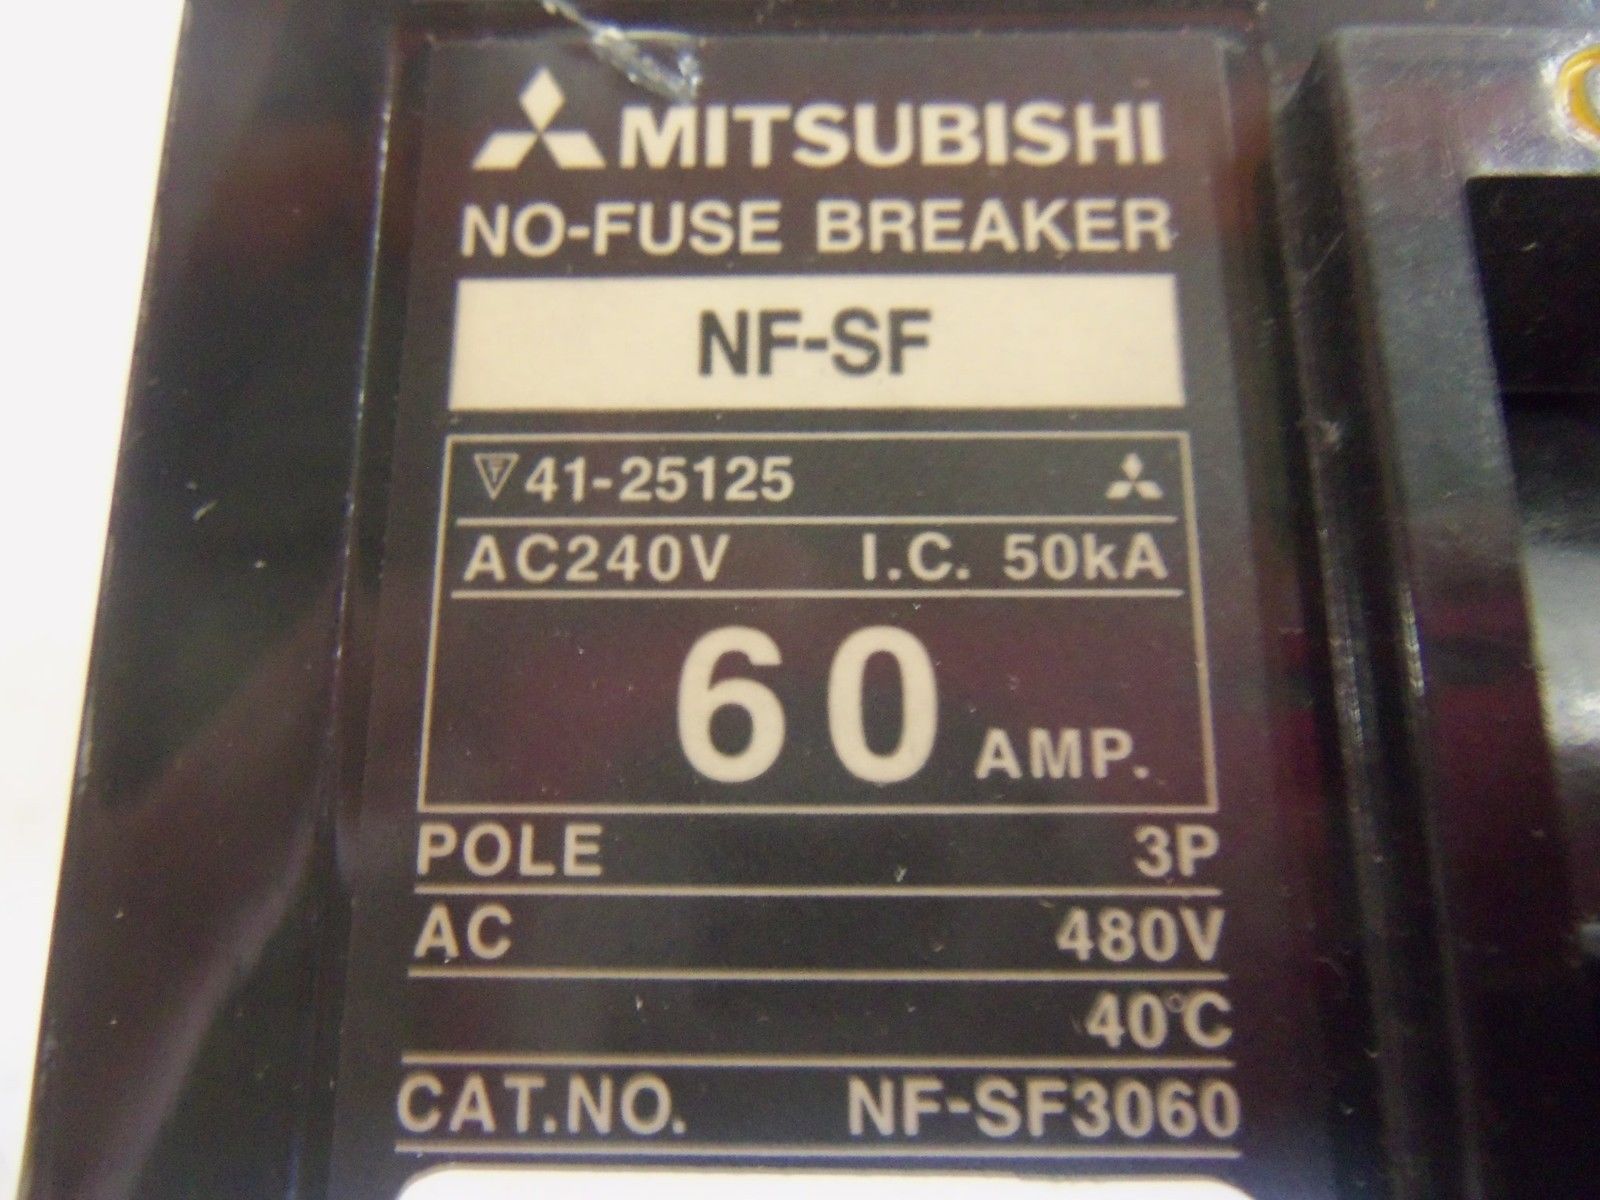 MITSUBISHI
NO-FUSE BREAKER
NF-SF
41-25125
AC240V I.C. 50kA
60 AMP.
POLE 3P
AC 480V
40°C
CAT.NO. NF-SF3060